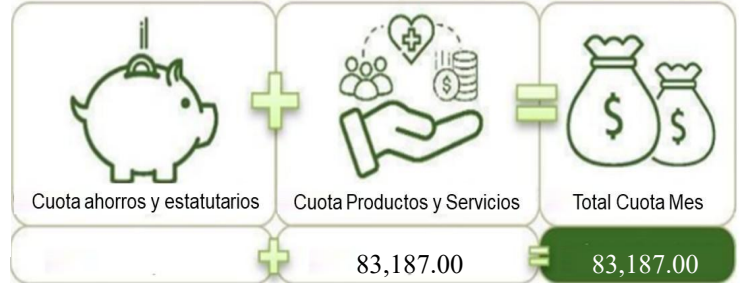 Cuota ahorros y estatutarios
Cuota Productos y Servicios
Total Cuota Mes
83,187.00
83,187.00